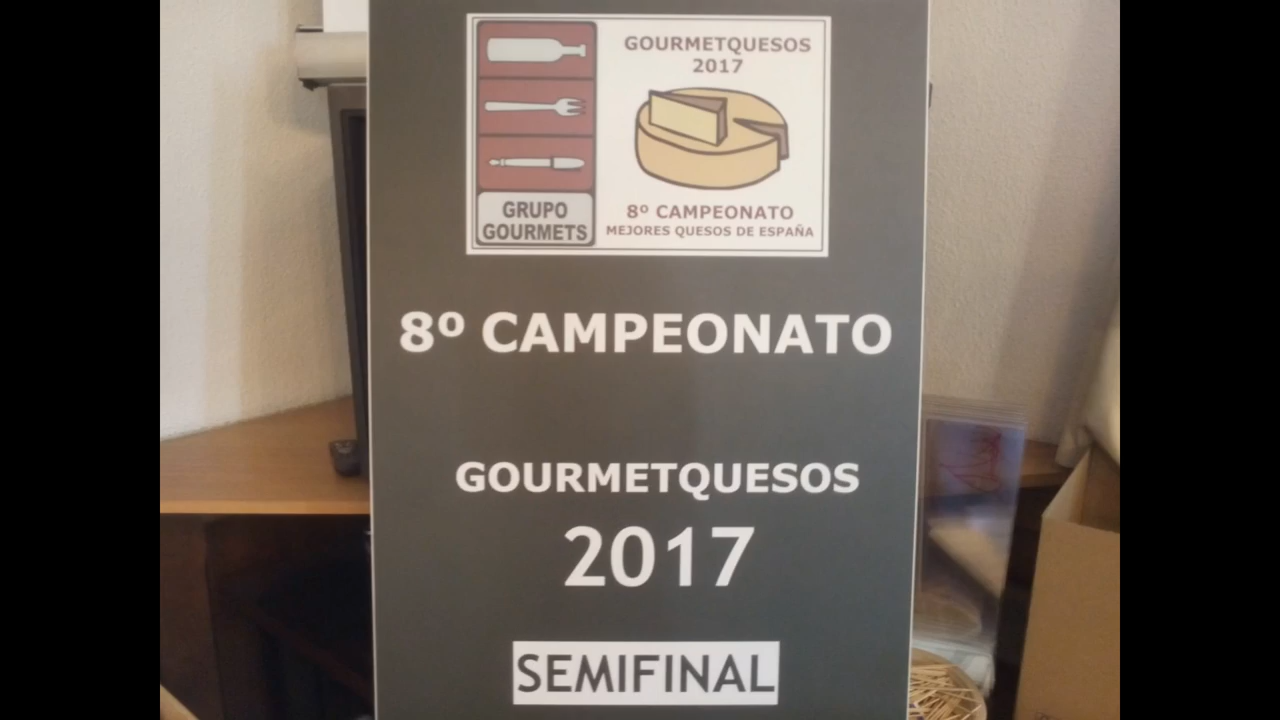 GOURMETQUESOS
2017
GRUPO
GOURMETS
8º CAMPEONATO
MEJORES QUESOS DE ESPAÑA
8º CAMPEONATO
GOURMETQUESOS
2017
SEMIFINAL